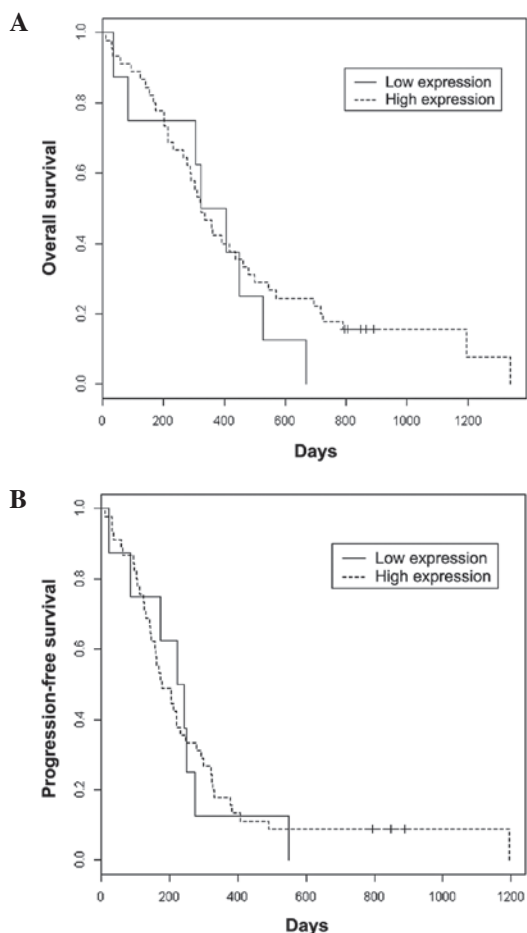 A
Overall survival
1.0
0.8
0.6
0.4
0.2
0.0
Low expression
High expression
0 200 400 600 800 1000 1200
Days
B
Progression-free survival
1.0
0.8
0.6
0.4
0.2
0.0
Low expression
High expression
0 200 400 600 800 1000 1200
Days